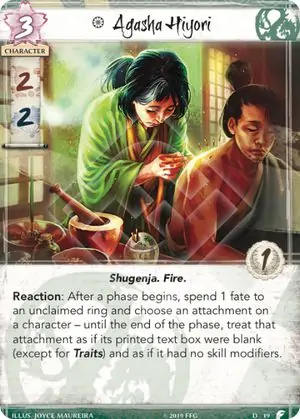 3
Agasha Hiyori
CHARACTER
2
2
1
Shugenja. Fire.
Reaction: After a phase begins, spend 1 fate to
an unclaimed ring and choose an attachment on
a character – until the end of the phase, treat that
attachment as if its printed text box were blank
(except for Traits) and as if it had no skill modifiers.
ILLUS. JOYCE MAUREIRA
© 2019 FFG
D 19